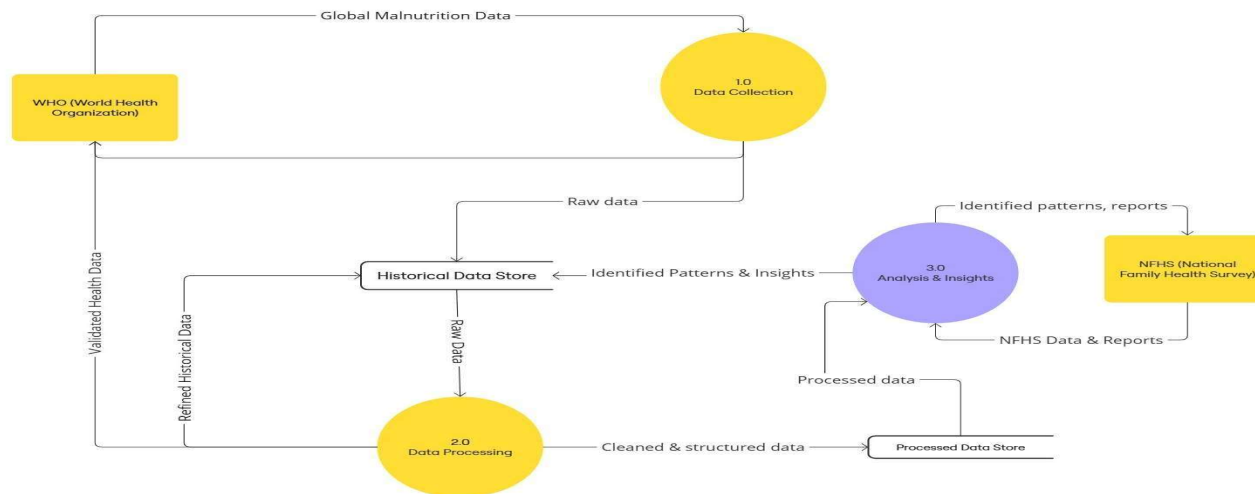 Global Malnutrition Data
WHO (World Health
Organization)
1.0
Data Collection
Raw data
Identified patterns, reports
Historical Data Store
Identified Patterns & Insights
3.0
Analysis & Insights
NFHS (National
Family Health Survey)
Validated Health Data
Refined Historical Data
Raw Data
NFHS Data & Reports
Processed data
2.0
Data Processing
Cleaned & structured data
Processed Data Store